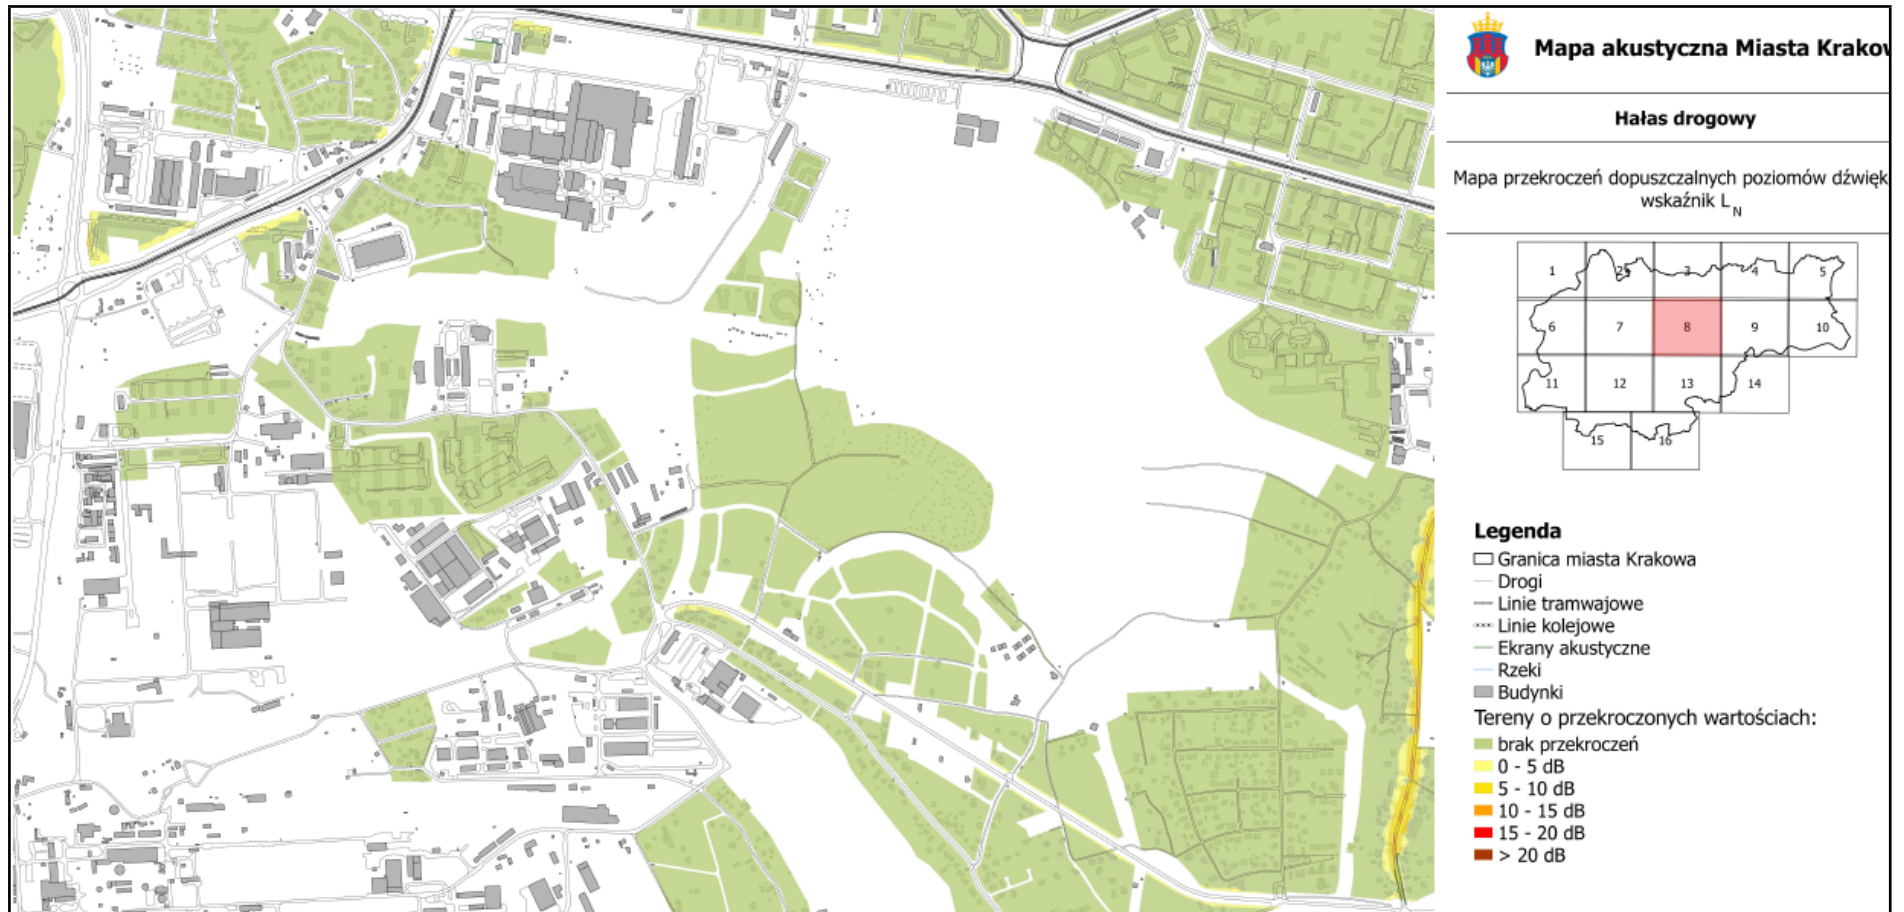 Mapa akustyczna Miasta Krakow
Hałas drogowy
Mapa przekroczeń dopuszczalnych poziomów dźwięk
wskaźnik L N
1 2 3 4 5
6 7 8 9 10
11 12 13 14
15 16
Legenda
Granica miasta Krakowa
Drogi
Linie tramwajowe
Linie kolejowe
Ekrany akustyczne
Rzeki
Budynki
Tereny o przekroczonych wartościach:
brak przekroczeń
0 - 5 dB
5 - 10 dB
10 - 15 dB
15 - 20 dB
> 20 dB